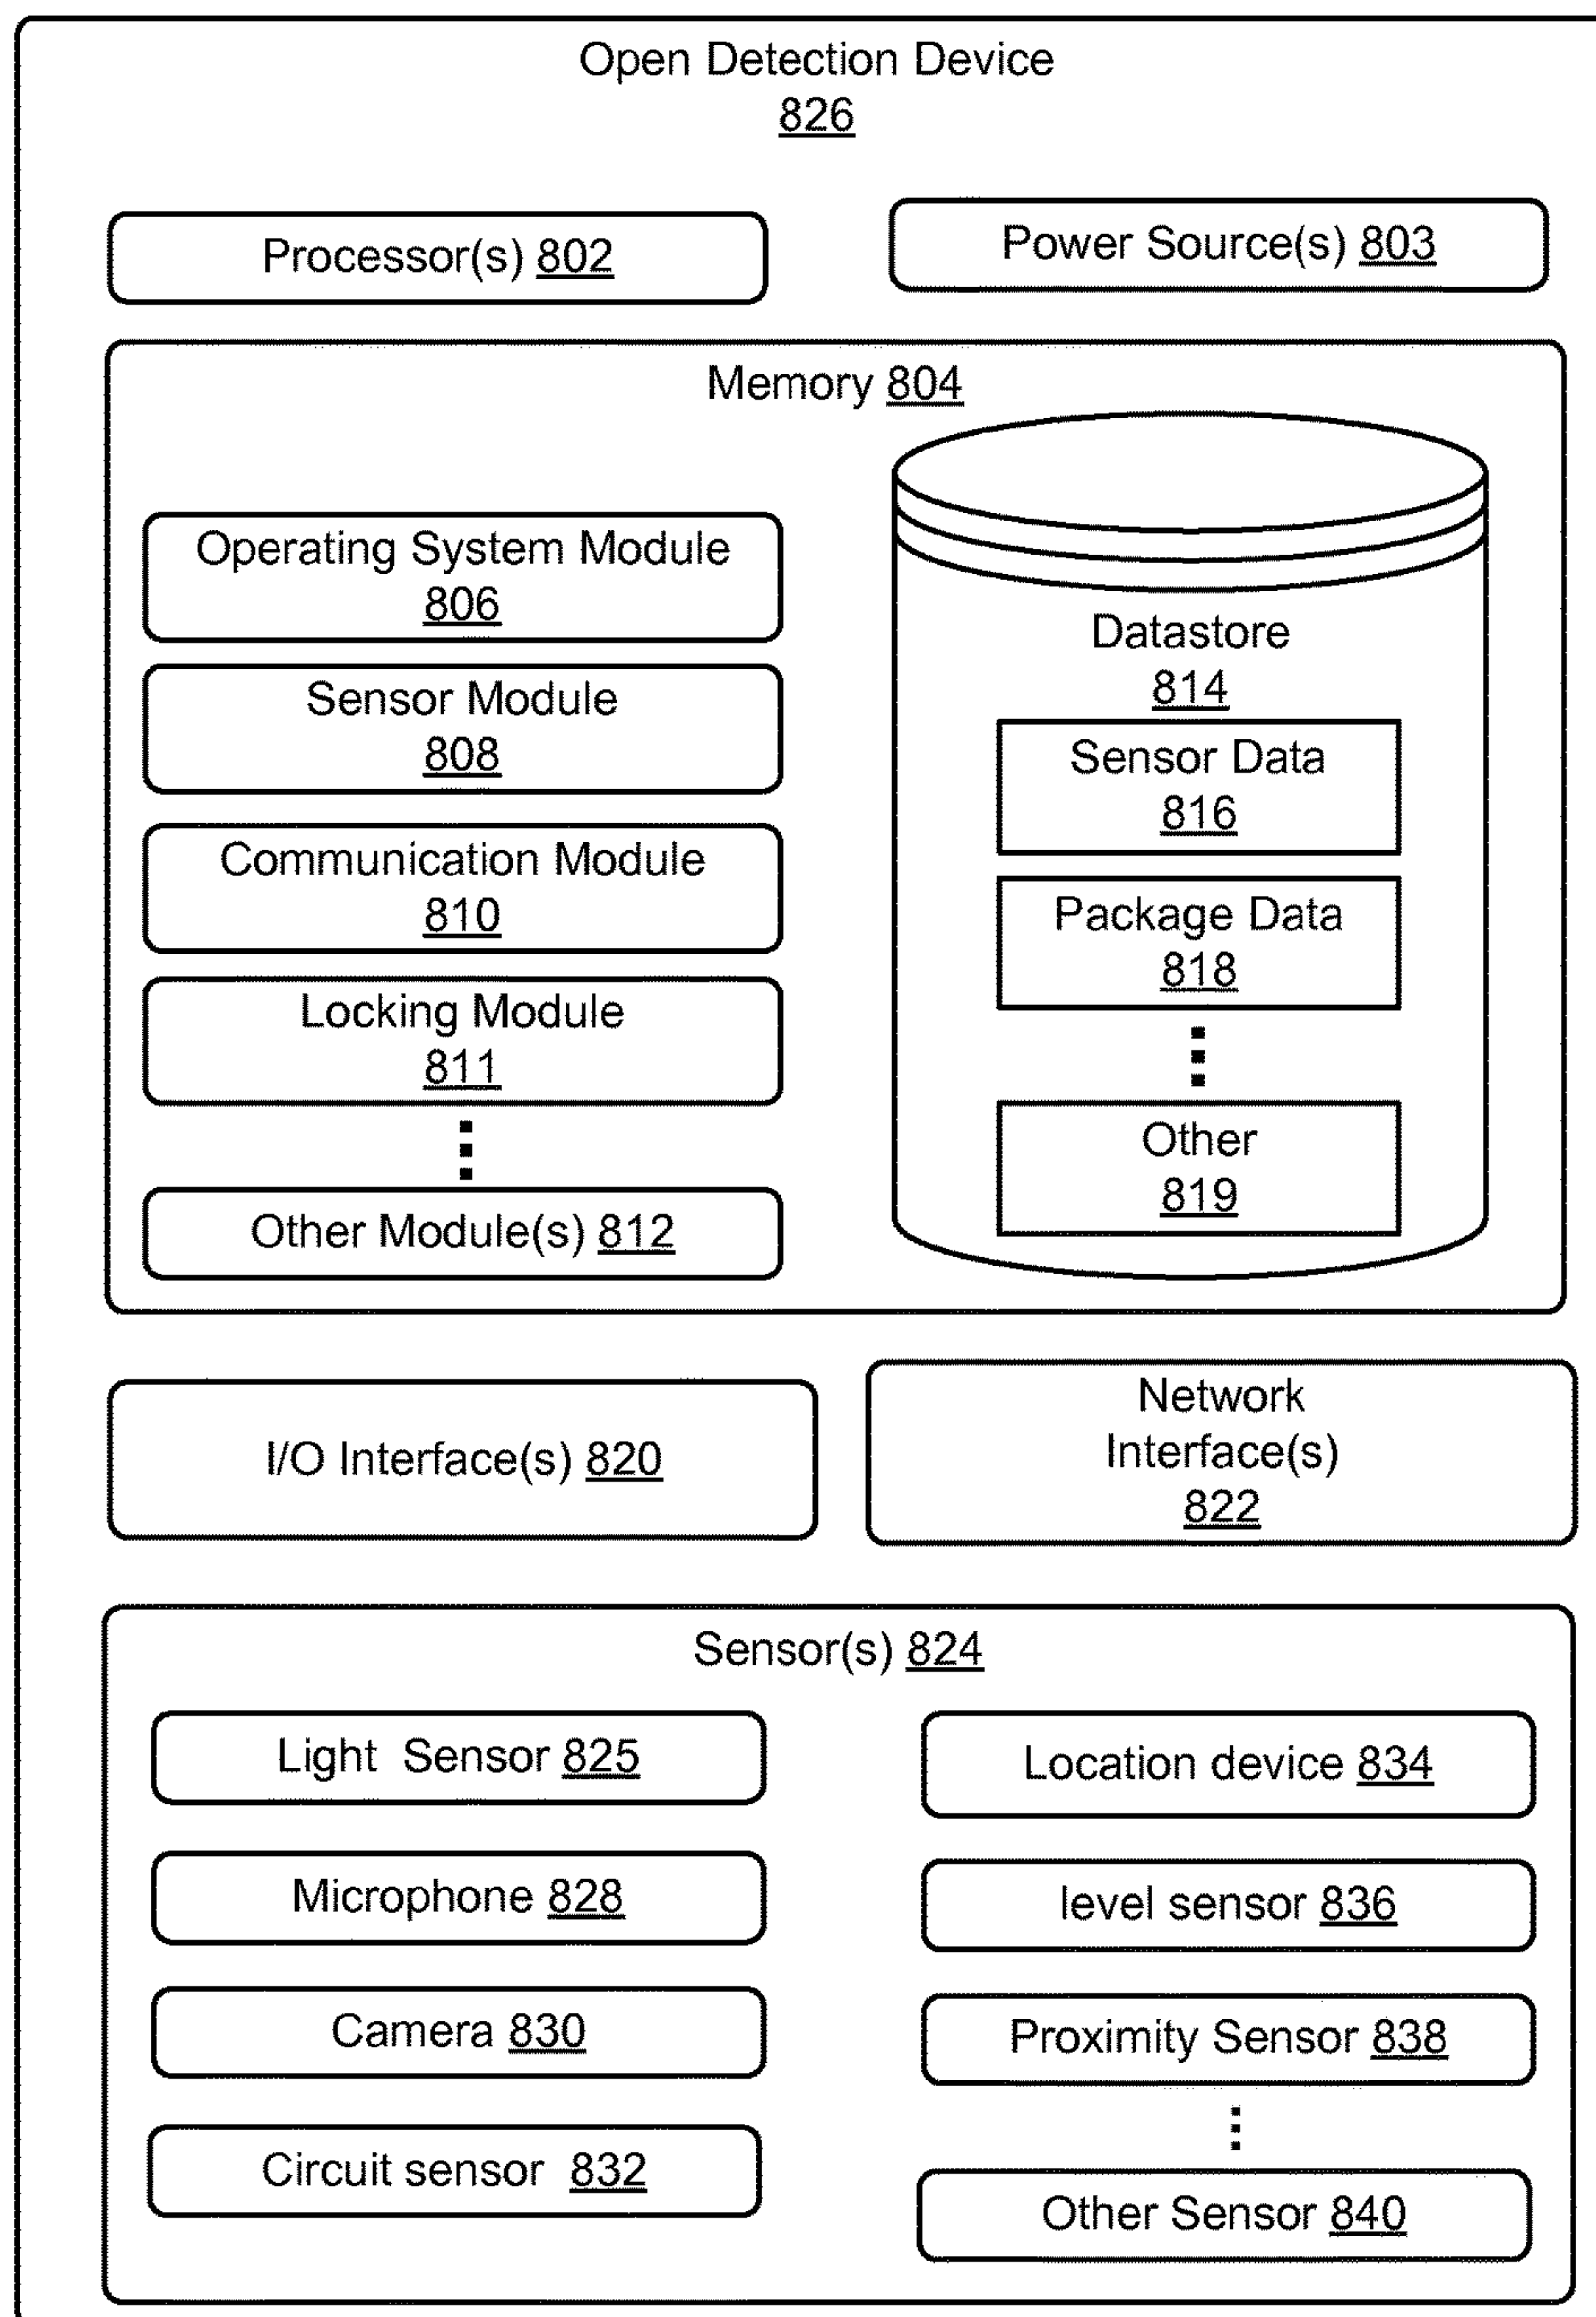 Open Detection Device
826
Processor(s) 802
Power Source(s) 803
Memory 804
Operating System Module
806
Sensor Module
808
Communication Module
810
Locking Module
811
Other Module(s) 812
Datastore
814
Sensor Data
816
Package Data
818
Other
819
I/O Interface(s) 820
Network
Interface(s)
822
Sensor(s) 824
Light Sensor 825
Microphone 828
Camera 830
Circuit sensor 832
Location device 834
level sensor 836
Proximity Sensor 838
Other Sensor 840